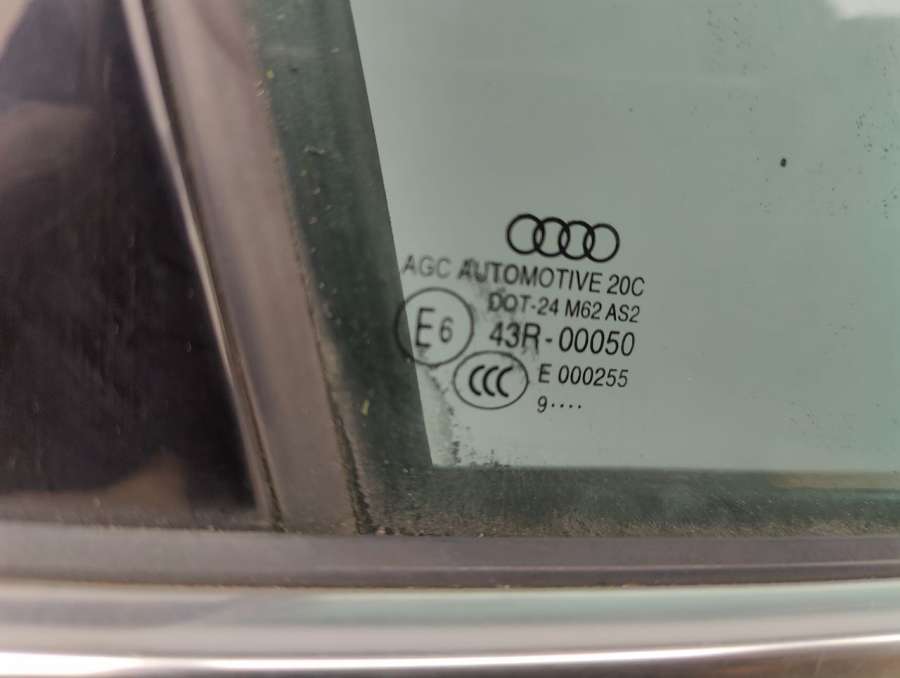 AGC AUTOMOTIVE 20C
DOT-24 M62 AS2
E6 43R-00050
CCC E 000255
9....